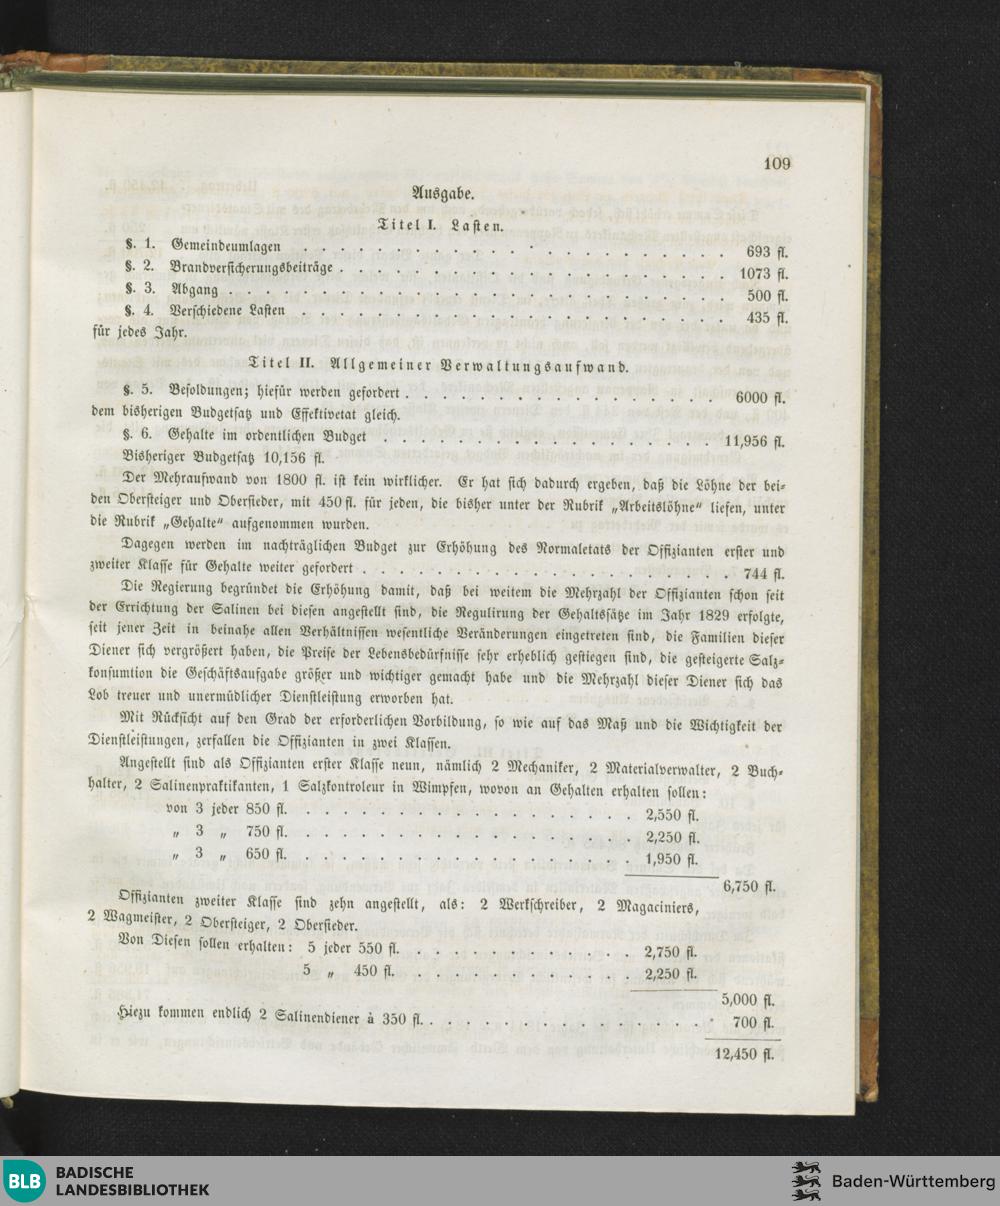 109
Ausgabe.
Titel I. Lasten.
§. 1. Gemeindeumlagen . . . . . . . . . . . . . . . . 693 fl.
§. 2. Brandversicherungsbeiträge . . . . . . . . . . . . . . 1073 fl.
§. 3. Abgang . . . . . . . . . . . . . . . . . . 500 fl.
§. 4. Verschiedene Lasten . . . . . . . . . . . . . . . . 435 fl.
für jedes Jahr.
Titel II. Allgemeiner Verwaltungsaufwand.
§. 5. Besoldungen; hiefür werden gefordert . . . . . . . . . . . . 6000 fl.
dem bisherigen Budgetsatz und Effektivetat gleich.
§. 6. Gehalte im ordentlichen Budget . . . . . . . . . . . . . 11,956 fl.
Bisheriger Budgetsatz 10,156 fl.
Der Mehraufwand von 1800 fl. ist kein wirklicher. Er hat sich dadurch ergeben, daß die Löhne der bei-
den Obersteiger und Obersieder, mit 450 fl. für jeden, die bisher unter der Rubrik „Arbeitslöhne“ liefen, unter
die Rubrik „Gehalte“ aufgenommen wurden.
Dagegen werden im nachträglichen Budget zur Erhöhung des Normaletats der Offizianten erster und
zweiter Klasse für Gehalte weiter gefordert . . . . . . . . . . . . . . 744 fl.
Die Regierung begründet die Erhöhung damit, daß bei weitem die Mehrzahl der Offizianten schon seit
der Errichtung der Salinen bei diesen angestellt sind, die Regulirung der Gehaltssätze im Jahr 1829 erfolgte,
seit jener Zeit in beinahe allen Verhältnissen wesentliche Veränderungen eingetreten sind, die Familien dieser
Diener sich vergrößert haben, die Preise der Lebensbedürfnisse sehr erheblich gestiegen sind, die gesteigerte Salz-
konsumtion die Geschäftsaufgabe größer und wichtiger gemacht habe und die Mehrzahl dieser Diener sich das
Lob treuer und unermüdlicher Dienstleistung erworben hat.
Mit Rücksicht auf den Grad der erforderlichen Vorbildung, so wie auf das Maß und die Wichtigkeit der
Dienstleistungen, zerfallen die Offizianten in zwei Klassen.
Angestellt sind als Offizianten erster Klasse neun, nämlich 2 Mechaniker, 2 Materialverwalter, 2 Buch-
halter, 2 Salinenpraktikanten, 1 Salzkontroleur in Wimpfen, wovon an Gehalten erhalten sollen:
von 3 jeder 850 fl. . . . . . . . . . . . . . 2,550 fl.
„ 3 „ 750 fl. . . . . . . . . . . . . . 2,250 fl.
„ 3 „ 650 fl. . . . . . . . . . . . . . 1,950 fl.
6,750 fl.
Offizianten zweiter Klasse sind zehn angestellt, als: 2 Werkschreiber, 2 Magaciniers,
2 Wagmeister, 2 Obersteiger, 2 Obersieder.
Von Diesen sollen erhalten: 5 jeder 550 fl. . . . . . . . . . 2,750 fl.
5 „ 450 fl. . . . . . . . . . 2,250 fl.
5,000 fl.
Hiezu kommen endlich 2 Salinendiener à 350 fl. . . . . . . . . . . . 700 fl.
12,450 fl.
BLB
BADISCHE
LANDESBIBLIOTHEK
Baden-Württemberg